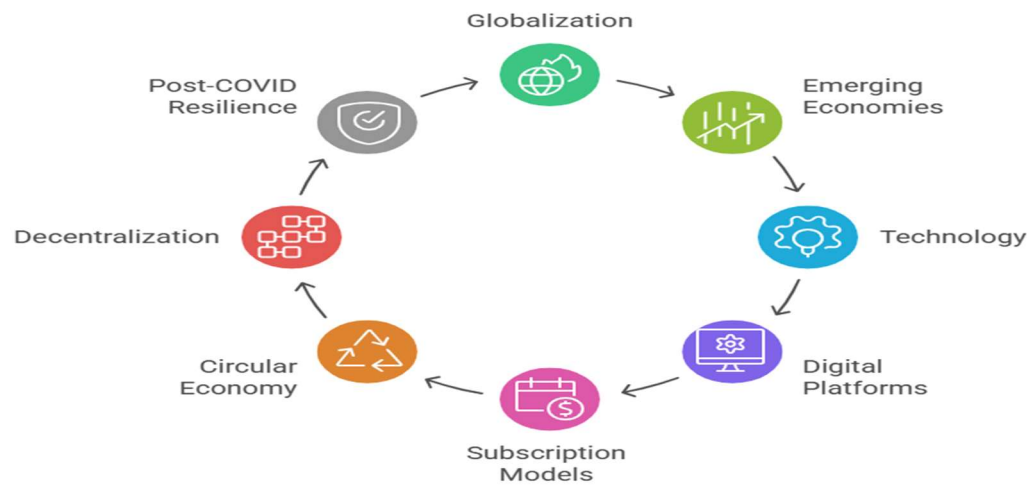 Globalization
Emerging
Economies
Technology
Digital
Platforms
Subscription
Models
Circular
Economy
Decentralization
Post-COVID
Resilience